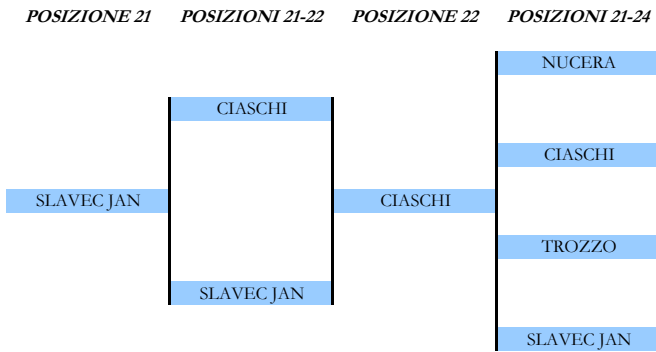 POSIZIONE 21 POSIZIONI 21-22 POSIZIONE 22 POSIZIONI 21-24
NUCERA
CIASCHI
CIASCHI
SLAVEC JAN CIASCHI
TROZZO
SLAVEC JAN
SLAVEC JAN